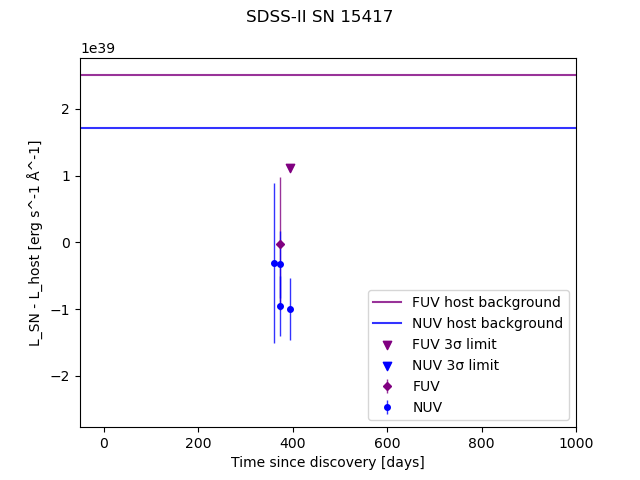 SDSS-II SN 15417
1e39
2
1
0
−1
−2
L_SN - L_host [erg s^-1 Å^-1]
FUV host background
NUV host background
FUV 3σ limit
NUV 3σ limit
FUV
NUV
0 200 400 600 800 1000
Time since discovery [days]